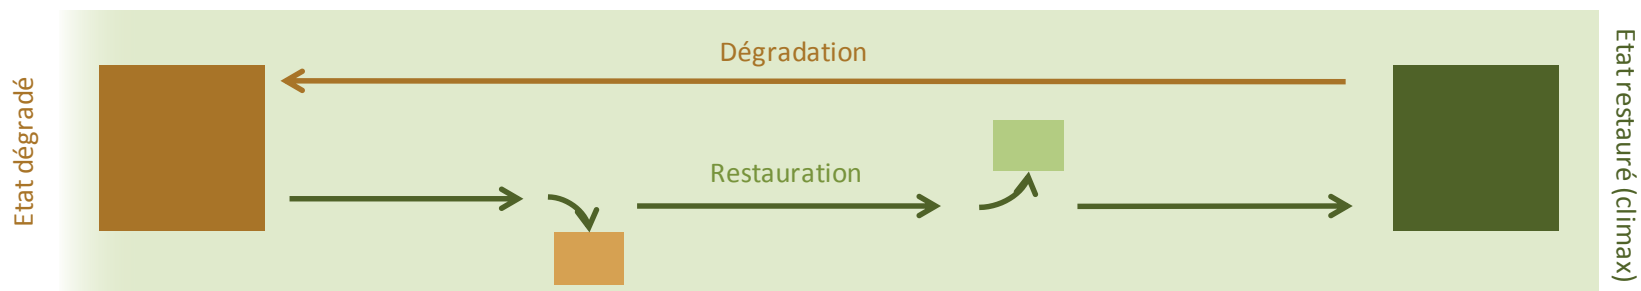 Etat dégradé
Dégradation
Restauration
Etat restauré (climax)